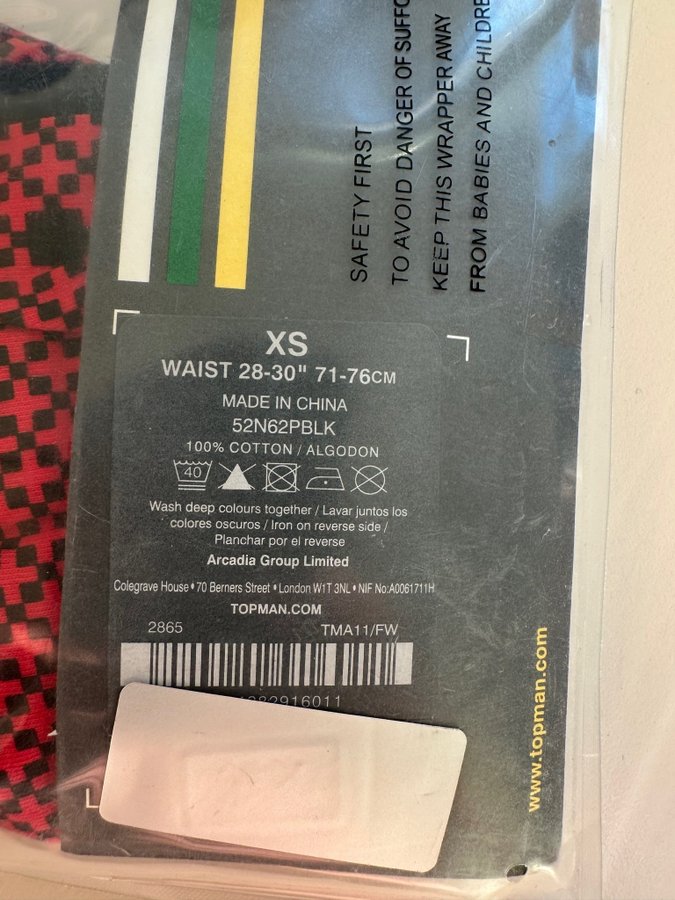 SAFETY FIRST
TO AVOID DANGER OF
KEEP THIS WRAPPER AWAY
FROM BABIES AND
XS
WAIST 28-30" 71-76CM
MADE IN CHINA
52N62PBLK
100% COTTON / ALGODON
40
Wash deep colours together / Lavar juntos los
colores oscuros / Iron on reverse side /
Planchar por el reverse
Arcadia Group Limited
Colegrave House • 70 Berners Street • London W1T 3NL • NIF No:A0061711H
TOPMAN.COM
2865 TMA11/FW
www.topman.com